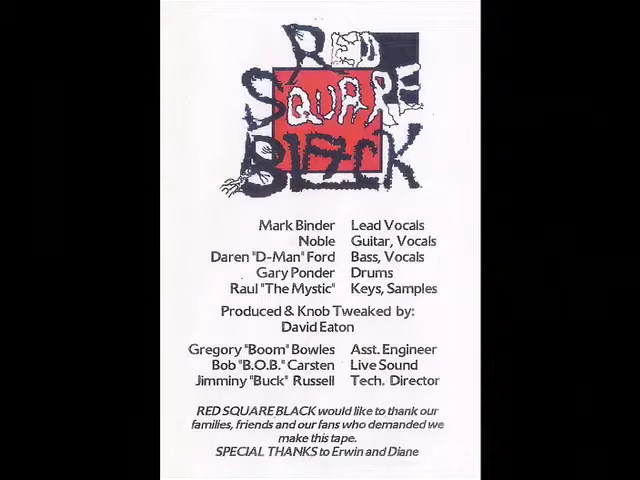 RED
SQUARE
BLACK
Mark Binder Lead Vocals
Noble Guitar, Vocals
Daren "D-Man" Ford Bass, Vocals
Gary Ponder Drums
Raul "The Mystic" Keys, Samples
Produced & Knob Tweaked by:
David Eaton
Gregory "Boom" Bowles Asst. Engineer
Bob "B.O.B." Carsten Live Sound
Jimminy "Buck" Russell Tech. Director
RED SQUARE BLACK would like to thank our
families, friends and our fans who demanded we
make this tape.
SPECIAL THANKS to Erwin and Diane